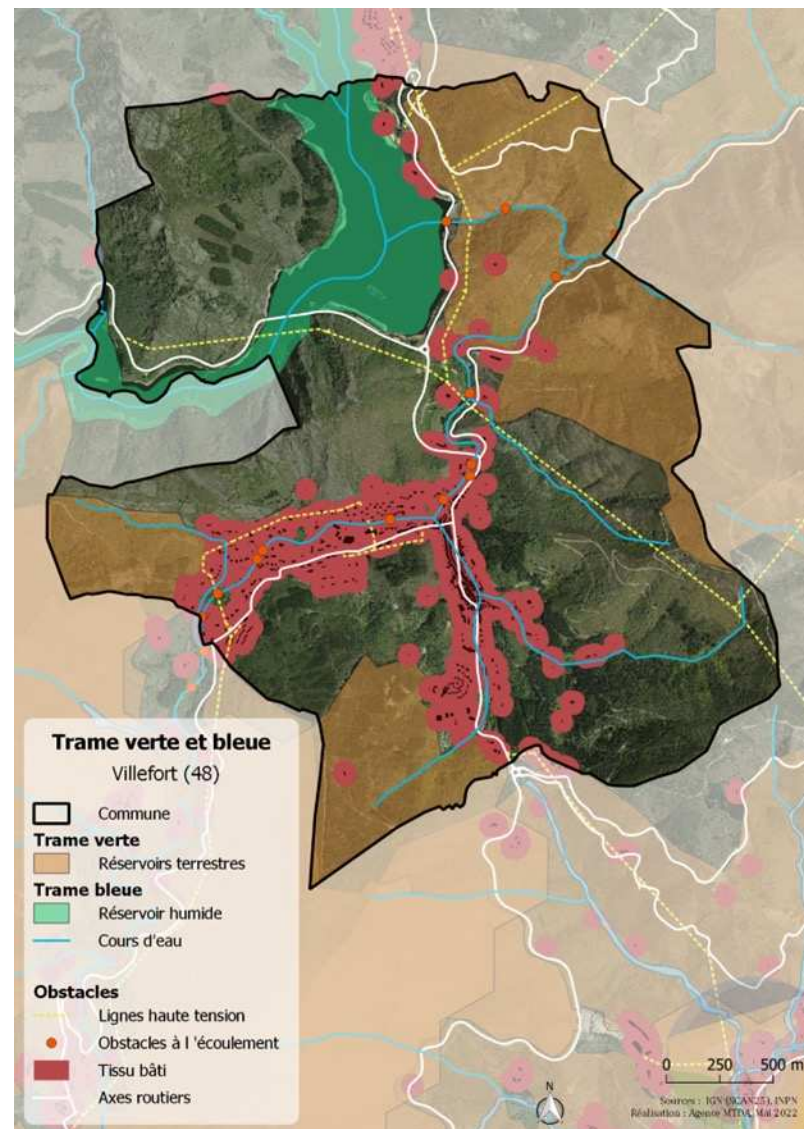 Trame verte et bleue
Villefort (48)
Commune
Trame verte
Réservoirs terrestres
Trame bleue
Réservoir humide
Cours d'eau
Obstacles
Lignes haute tension
Obstacles à l 'écoulement
Tissu bâti
Axes routiers
0 250 500 m
N
Sources : IGN (SCAN25), INPN
Réalisation : Agence MTDA, Mai 2022